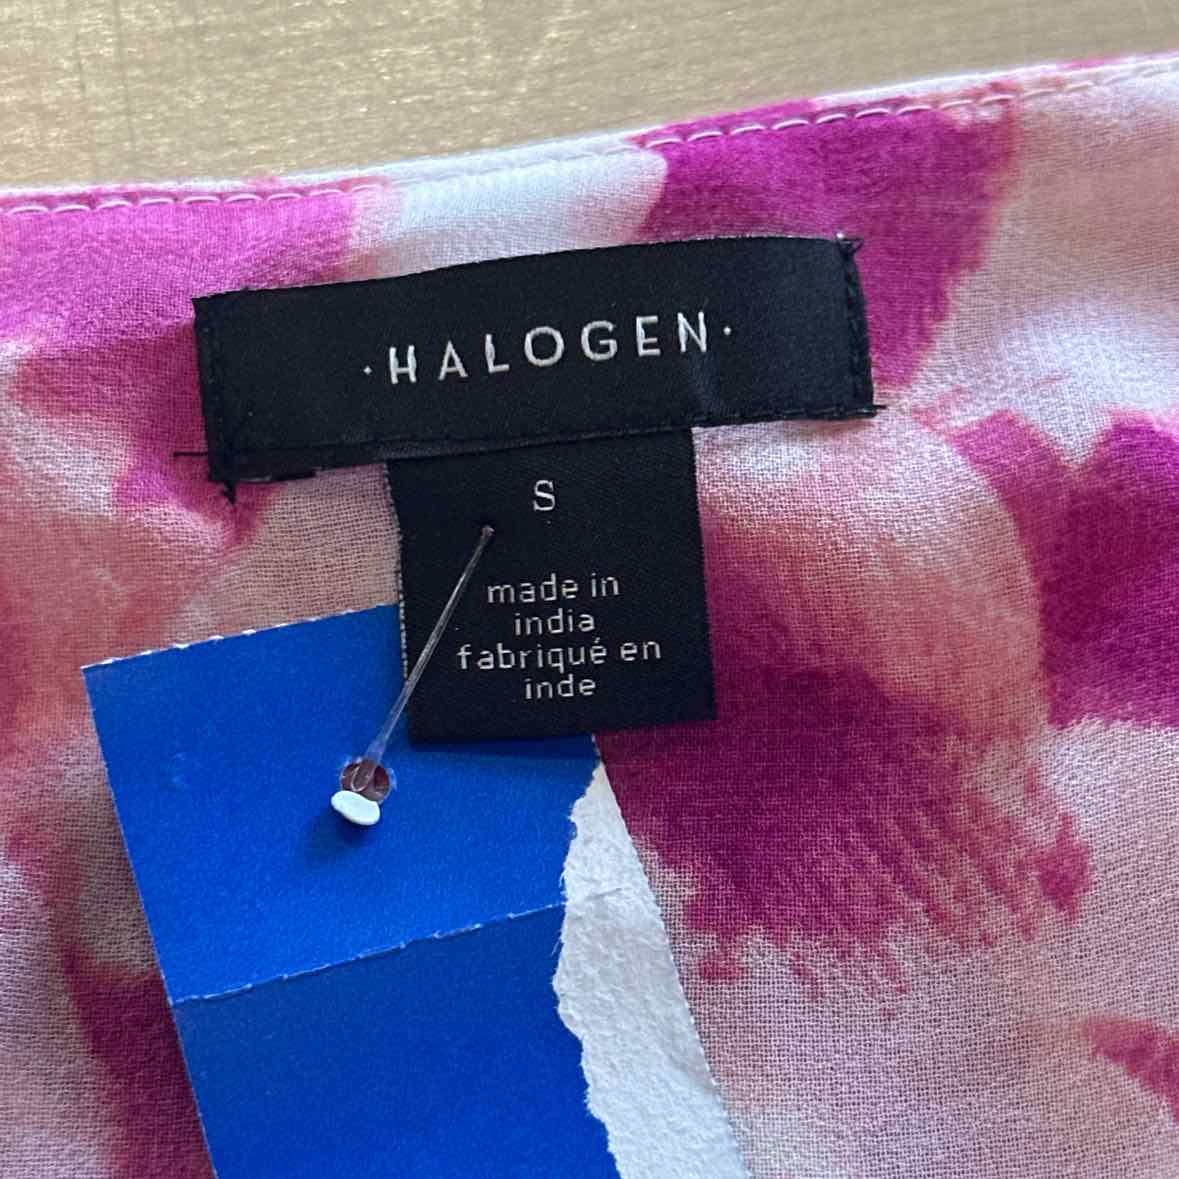 ·HALOGEN·
S
made in
india
fabriqué en
inde